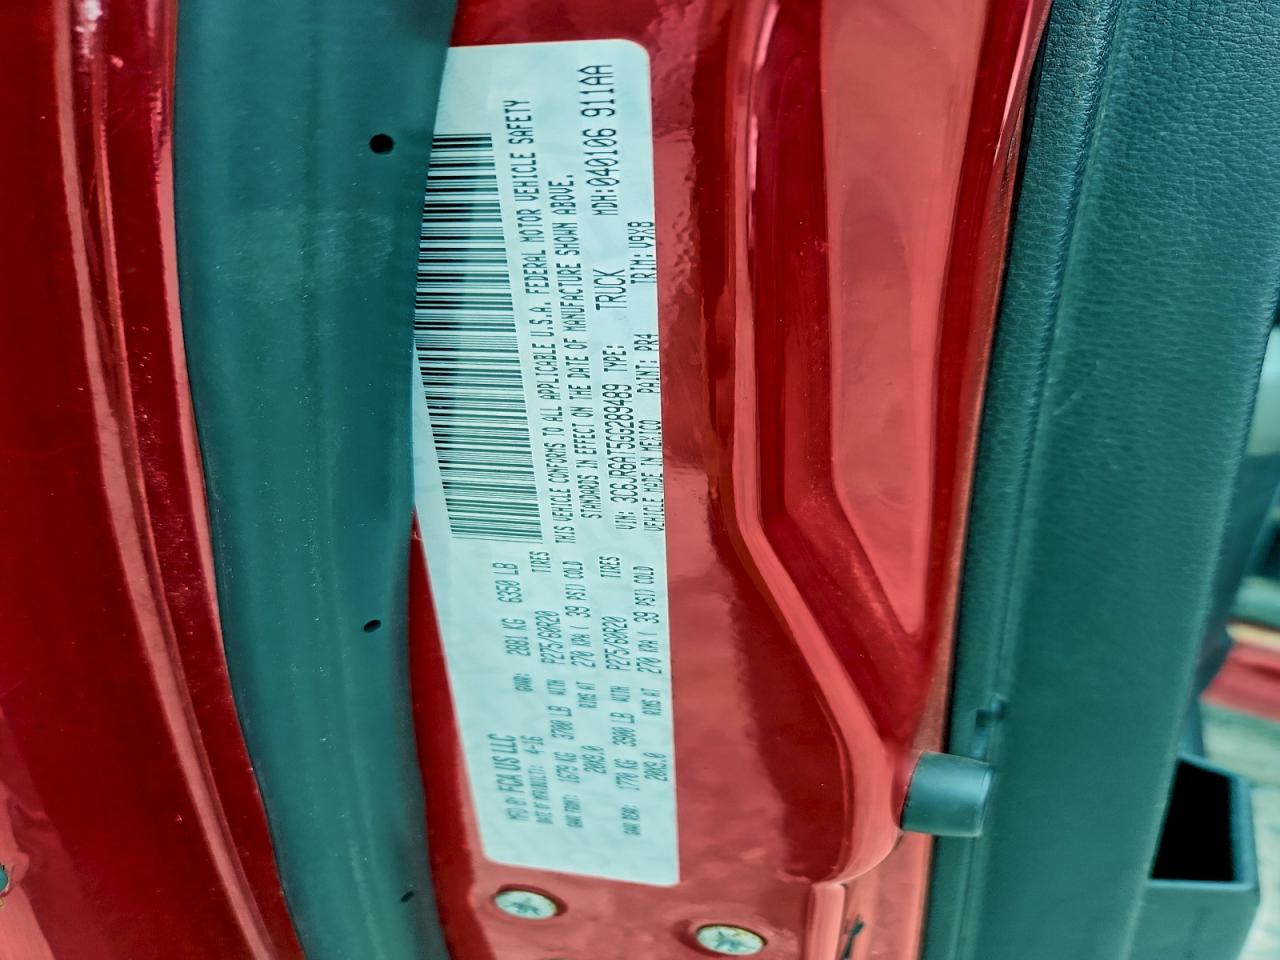 MFD BY FCA US LLC
DATE OF MFR(BUILT): 4-16 GVWR: 2881 KG 6350 LB
GAWR FRONT: 1679 KG 3700 LB WITH P275/60R20 TIRES
20X9.0 RIMS AT 270 KPA ( 39 PSI) COLD
GAWR REAR: 1770 KG 3900 LB WITH P275/60R20 TIRES
20X9.0 RIMS AT 270 KPA ( 39 PSI) COLD
THIS VEHICLE CONFORMS TO ALL APPLICABLE U.S.A. FEDERAL MOTOR VEHICLE SAFETY
STANDARDS IN EFFECT ON THE DATE OF MANUFACTURE SHOWN ABOVE.
VIN: 3C6JR6AT5GG289489 TYPE: TRUCK MDH:040106 911AA
VEHICLE MADE IN MEXICO PAINT: PR4 TRIM: V9X8